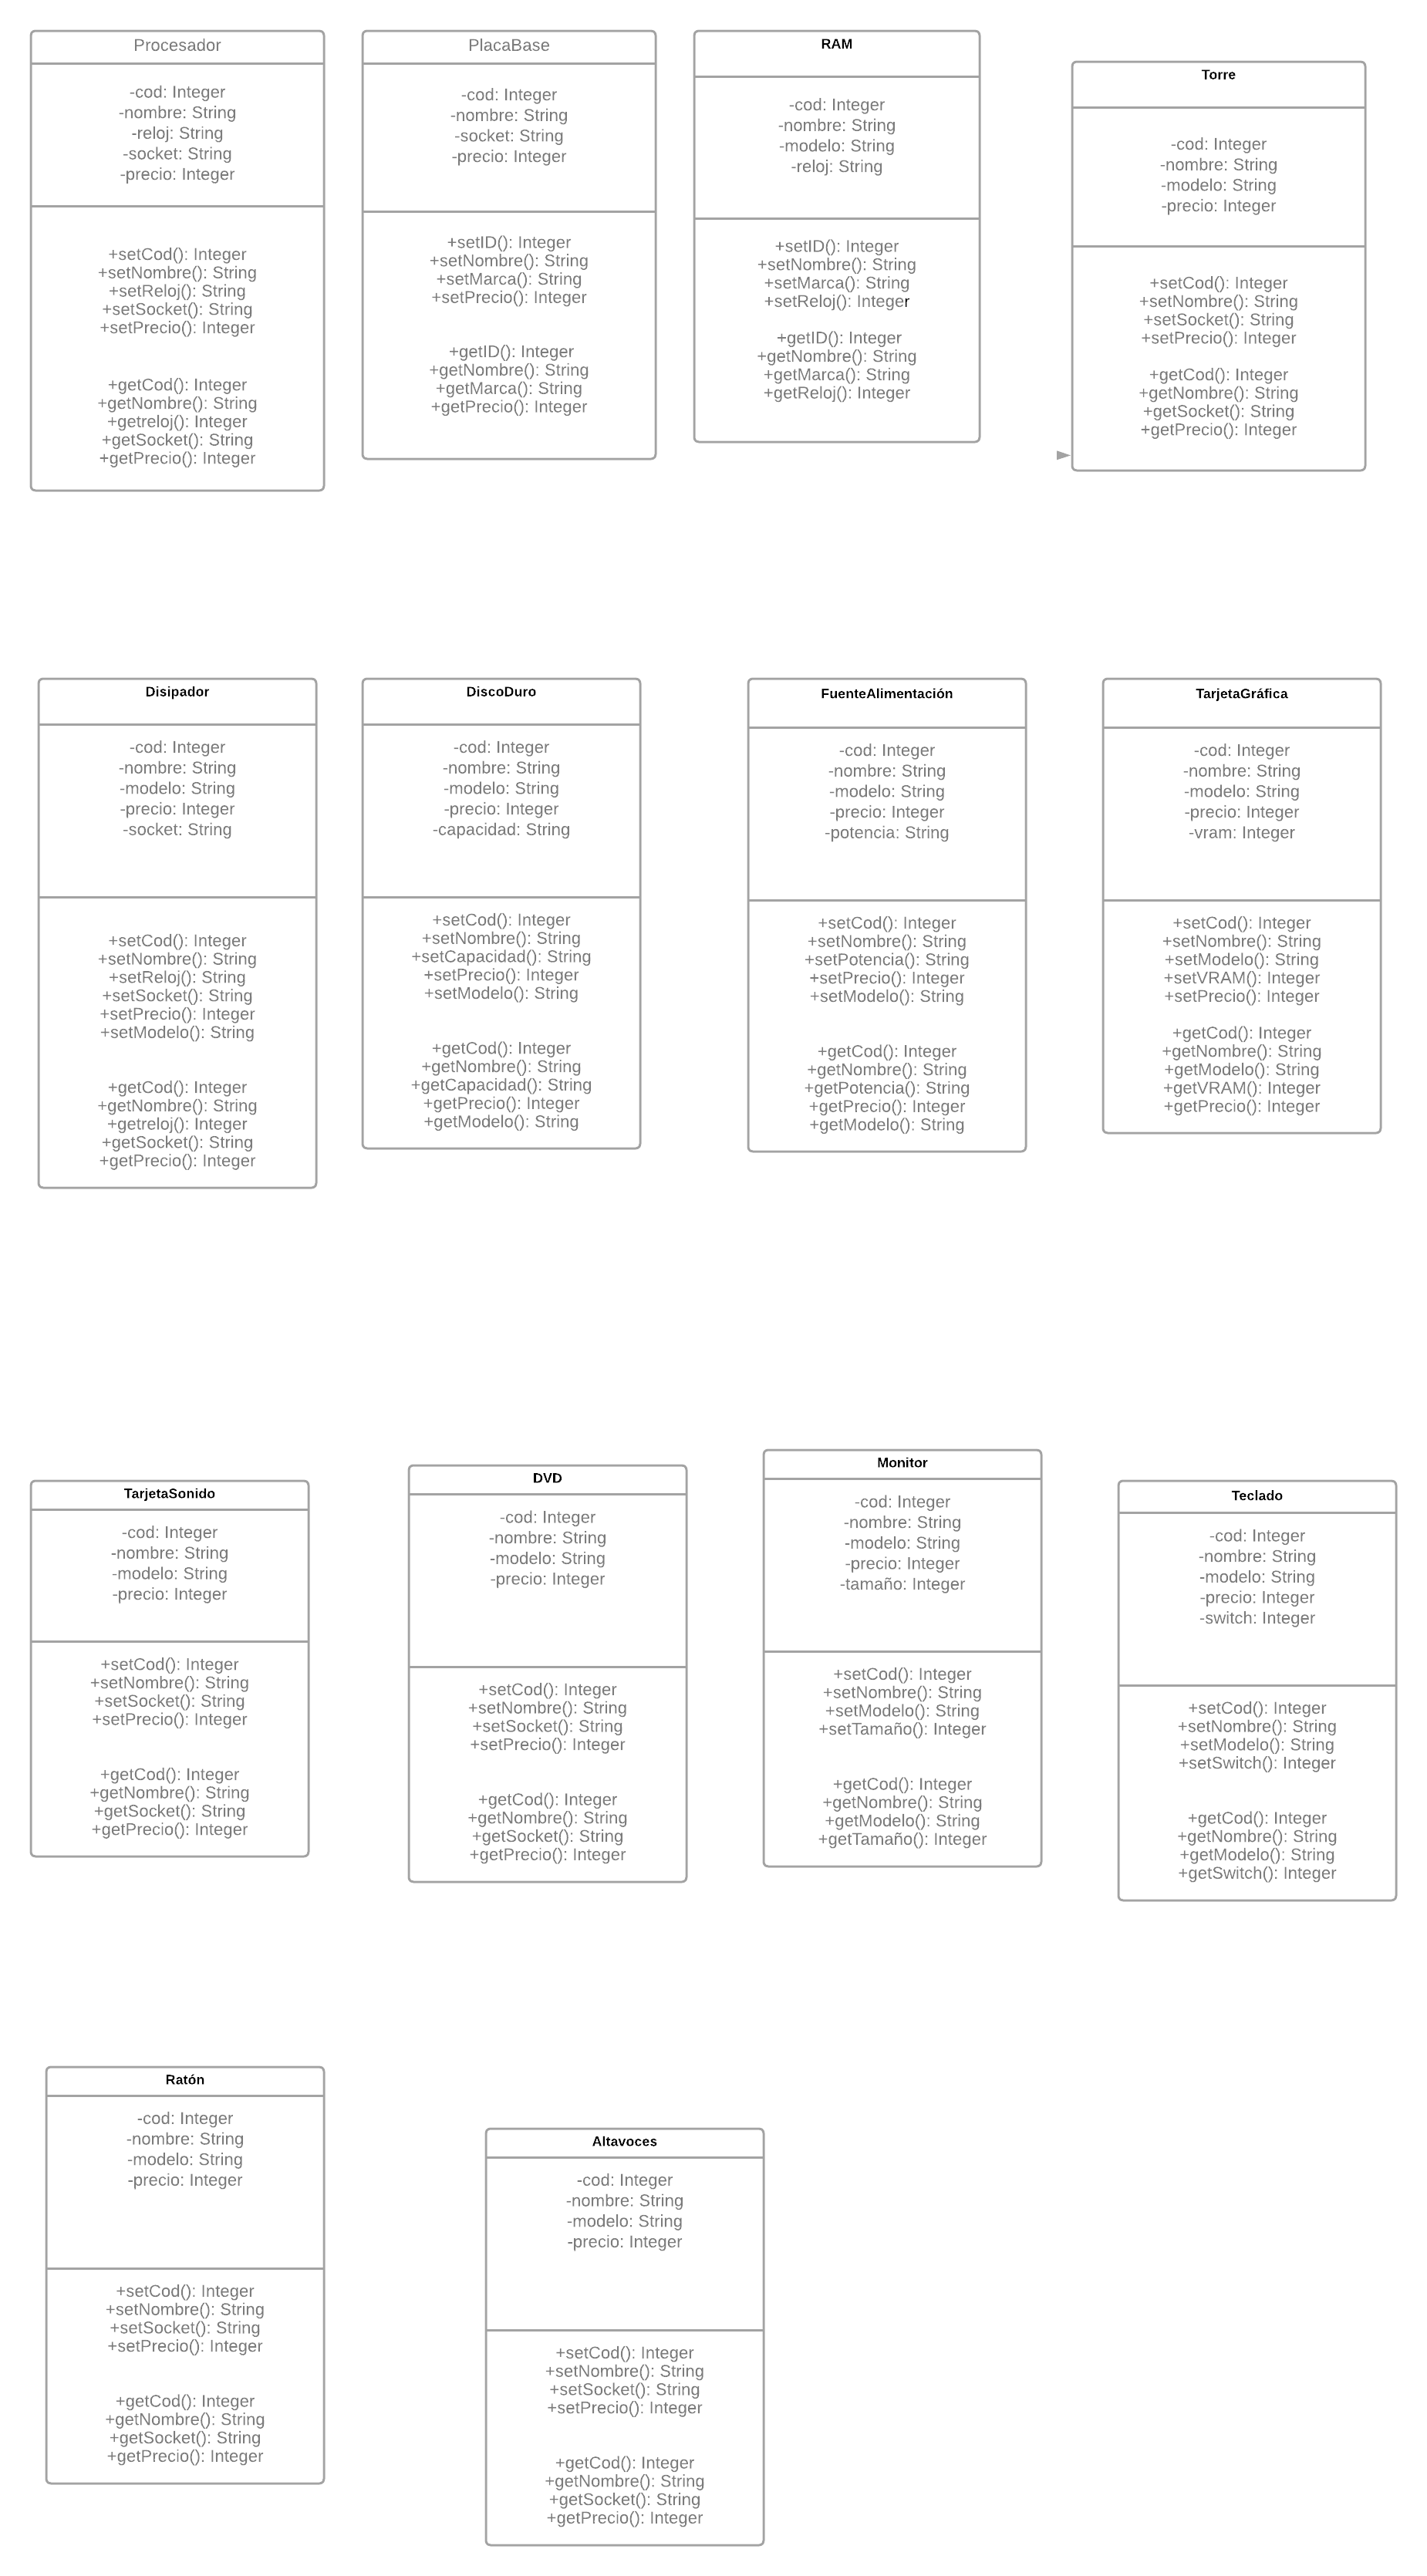 Procesador
-cod: Integer
-nombre: String
-reloj: String
-socket: String
-precio: Integer
+setCod(): Integer
+setNombre(): String
+setReloj(): String
+setSocket(): String
+setPrecio(): Integer
+getCod(): Integer
+getNombre(): String
+getreloj(): Integer
+getSocket(): String
+getPrecio(): Integer
PlacaBase
-cod: Integer
-nombre: String
-socket: String
-precio: Integer
+setID(): Integer
+setNombre(): String
+setMarca(): String
+setPrecio(): Integer
+getID(): Integer
+getNombre(): String
+getMarca(): String
+getPrecio(): Integer
RAM
-cod: Integer
-nombre: String
-modelo: String
-reloj: String
+setID(): Integer
+setNombre(): String
+setMarca(): String
+setReloj(): Integer
+getID(): Integer
+getNombre(): String
+getMarca(): String
+getReloj(): Integer
Torre
-cod: Integer
-nombre: String
-modelo: String
-precio: Integer
+setCod(): Integer
+setNombre(): String
+setSocket(): String
+setPrecio(): Integer
+getCod(): Integer
+getNombre(): String
+getSocket(): String
+getPrecio(): Integer
Disipador
-cod: Integer
-nombre: String
-modelo: String
-precio: Integer
-socket: String
+setCod(): Integer
+setNombre(): String
+setReloj(): String
+setSocket(): String
+setPrecio(): Integer
+setModelo(): String
+getCod(): Integer
+getNombre(): String
+getreloj(): Integer
+getSocket(): String
+getPrecio(): Integer
DiscoDuro
-cod: Integer
-nombre: String
-modelo: String
-precio: Integer
-capacidad: String
+setCod(): Integer
+setNombre(): String
+setCapacidad(): String
+setPrecio(): Integer
+setModelo(): String
+getCod(): Integer
+getNombre(): String
+getCapacidad(): String
+getPrecio(): Integer
+getModelo(): String
FuenteAlimentación
-cod: Integer
-nombre: String
-modelo: String
-precio: Integer
-potencia: String
+setCod(): Integer
+setNombre(): String
+setPotencia(): String
+setPrecio(): Integer
+setModelo(): String
+getCod(): Integer
+getNombre(): String
+getPotencia(): String
+getPrecio(): Integer
+getModelo(): String
TarjetaGráfica
-cod: Integer
-nombre: String
-modelo: String
-precio: Integer
-vram: Integer
+setCod(): Integer
+setNombre(): String
+setModelo(): String
+setVRAM(): Integer
+setPrecio(): Integer
+getCod(): Integer
+getNombre(): String
+getModelo(): String
+getVRAM(): Integer
+getPrecio(): Integer
TarjetaSonido
-cod: Integer
-nombre: String
-modelo: String
-precio: Integer
+setCod(): Integer
+setNombre(): String
+setSocket(): String
+setPrecio(): Integer
+getCod(): Integer
+getNombre(): String
+getSocket(): String
+getPrecio(): Integer
DVD
-cod: Integer
-nombre: String
-modelo: String
-precio: Integer
+setCod(): Integer
+setNombre(): String
+setSocket(): String
+setPrecio(): Integer
+getCod(): Integer
+getNombre(): String
+getSocket(): String
+getPrecio(): Integer
Monitor
-cod: Integer
-nombre: String
-modelo: String
-precio: Integer
-tamaño: Integer
+setCod(): Integer
+setNombre(): String
+setModelo(): String
+setTamaño(): Integer
+getCod(): Integer
+getNombre(): String
+getModelo(): String
+getTamaño(): Integer
Teclado
-cod: Integer
-nombre: String
-modelo: String
-precio: Integer
-switch: Integer
+setCod(): Integer
+setNombre(): String
+setModelo(): String
+setSwitch(): Integer
+getCod(): Integer
+getNombre(): String
+getModelo(): String
+getSwitch(): Integer
Ratón
-cod: Integer
-nombre: String
-modelo: String
-precio: Integer
+setCod(): Integer
+setNombre(): String
+setSocket(): String
+setPrecio(): Integer
+getCod(): Integer
+getNombre(): String
+getSocket(): String
+getPrecio(): Integer
Altavoces
-cod: Integer
-nombre: String
-modelo: String
-precio: Integer
+setCod(): Integer
+setNombre(): String
+setSocket(): String
+setPrecio(): Integer
+getCod(): Integer
+getNombre(): String
+getSocket(): String
+getPrecio(): Integer